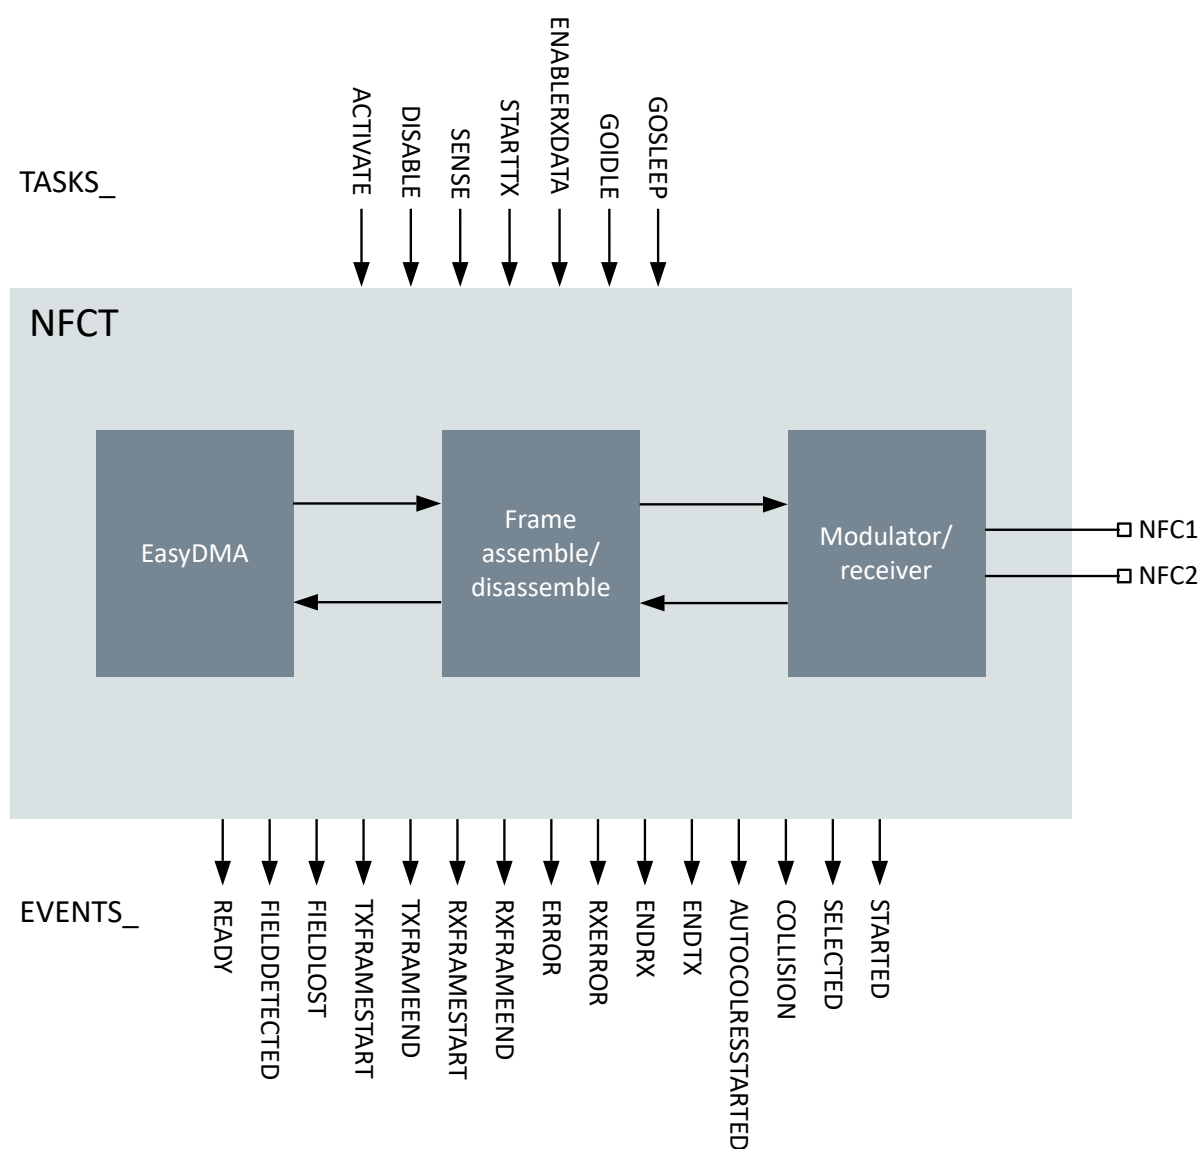 ACTIVATE
DISABLE
SENSE
STARTTX
ENABLERXDATA
GOIDLE
GOSLEEP
TASKS_
NFCT
EasyDMA
Frame
assemble/
disassemble
Modulator/
receiver
NFC1
NFC2
EVENTS_
READY
FIELDDETECTED
FIELDLOST
TXFRAMESTART
TXFRAMEEND
RXFRAMESTART
RXFRAMEEND
ERROR
RXERROR
ENDRX
ENDTX
AUTOCOLRESSTARTED
COLLISION
SELECTED
STARTED